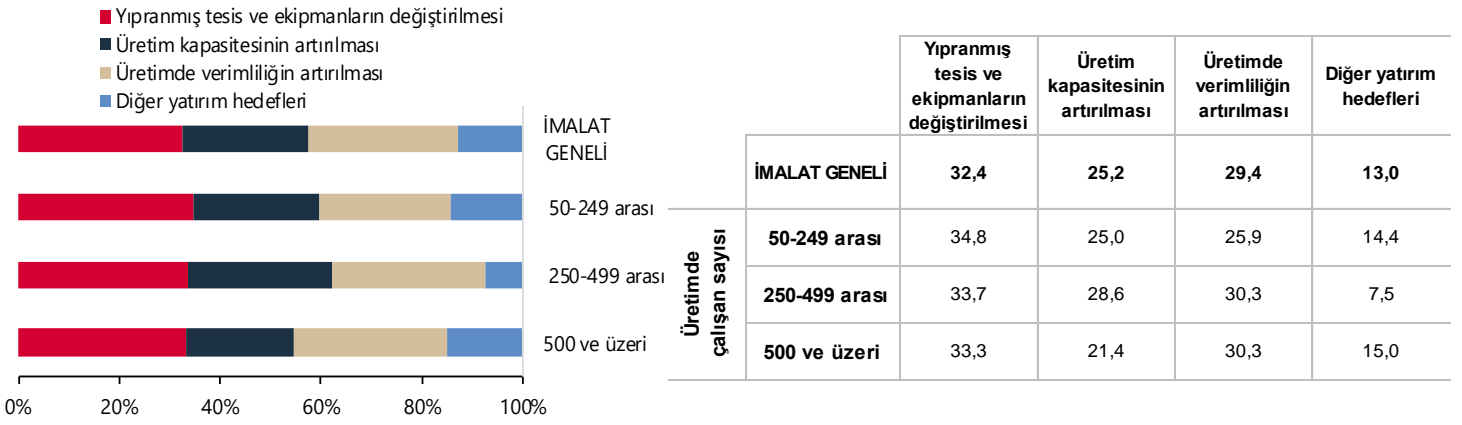 Yıpranmış tesis ve ekipmanların değiştirilmesi
Üretim kapasitesinin artırılması
Üretimde verimliliğin artırılması
Diğer yatırım hedefleri
İMALAT
GENELİ
50-249 arası
250-499 arası
500 ve üzeri
0% 20% 40% 60% 80% 100%
Yıpranmış
tesis ve
ekipmanların
değiştirilmesi
Üretim
kapasitesinin
artırılması
Üretimde
verimliliğin
artırılması
Diğer yatırım
hedefleri
İMALAT GENELİ 32,4 25,2 29,4 13,0
Üretimde
çalışan sayısı
50-249 arası 34,8 25,0 25,9 14,4
250-499 arası 33,7 28,6 30,3 7,5
500 ve üzeri 33,3 21,4 30,3 15,0